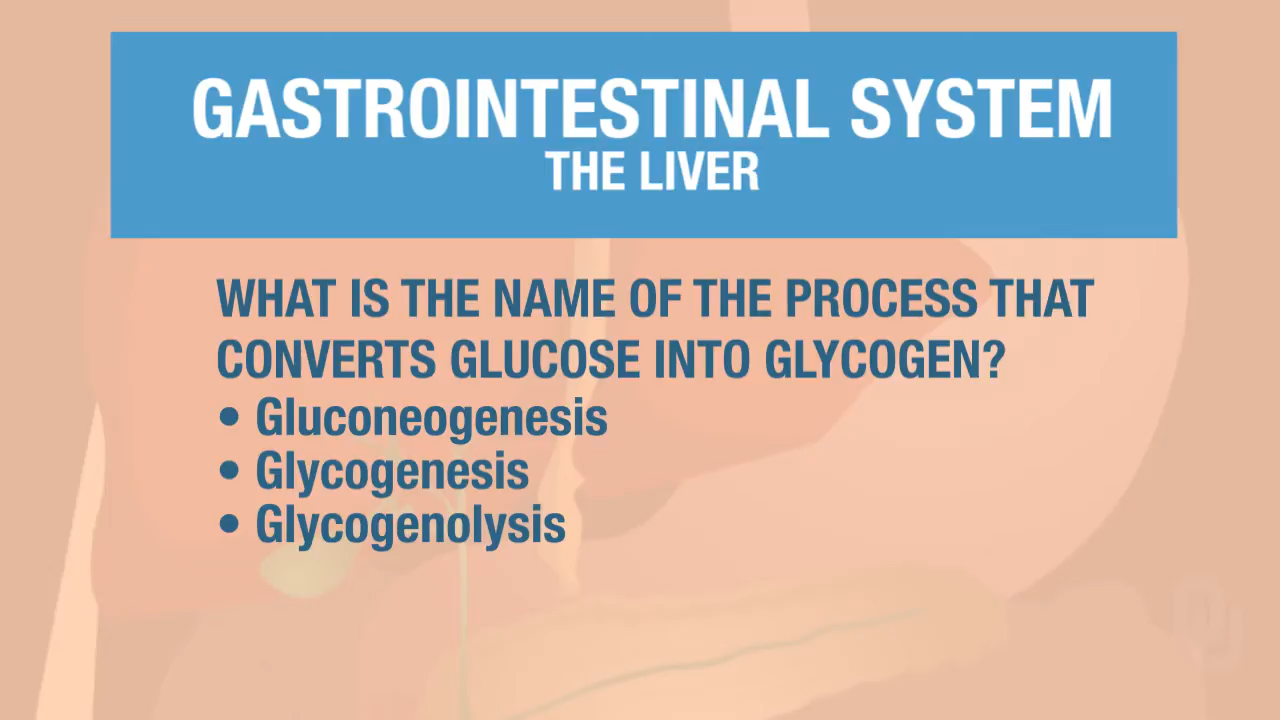 GASTROINTESTINAL SYSTEM
THE LIVER
WHAT IS THE NAME OF THE PROCESS THAT
CONVERTS GLUCOSE INTO GLYCOGEN?
• Gluconeogenesis
• Glycogenesis
• Glycogenolysis